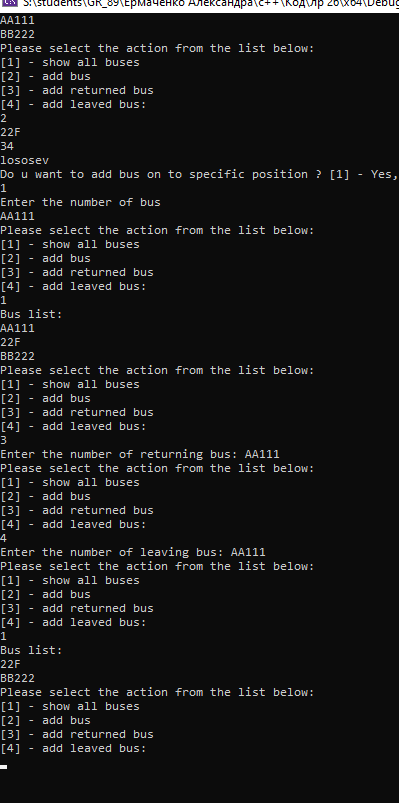 S:\students\GR_89\Ермаченко Александра\c++\Код\Лр 26\x64\Debug
AA111
BB222
Please select the action from the list below:
[1] - show all buses
[2] - add bus
[3] - add returned bus
[4] - add leaved bus:
2
22F
34
lososev
Do u want to add bus on to specific position ? [1] - Yes,
1
Enter the number of bus
AA111
Please select the action from the list below:
[1] - show all buses
[2] - add bus
[3] - add returned bus
[4] - add leaved bus:
1
Bus list:
AA111
22F
BB222
Please select the action from the list below:
[1] - show all buses
[2] - add bus
[3] - add returned bus
[4] - add leaved bus:
3
Enter the number of returning bus: AA111
Please select the action from the list below:
[1] - show all buses
[2] - add bus
[3] - add returned bus
[4] - add leaved bus:
4
Enter the number of leaving bus: AA111
Please select the action from the list below:
[1] - show all buses
[2] - add bus
[3] - add returned bus
[4] - add leaved bus:
1
Bus list:
22F
BB222
Please select the action from the list below:
[1] - show all buses
[2] - add bus
[3] - add returned bus
[4] - add leaved bus: